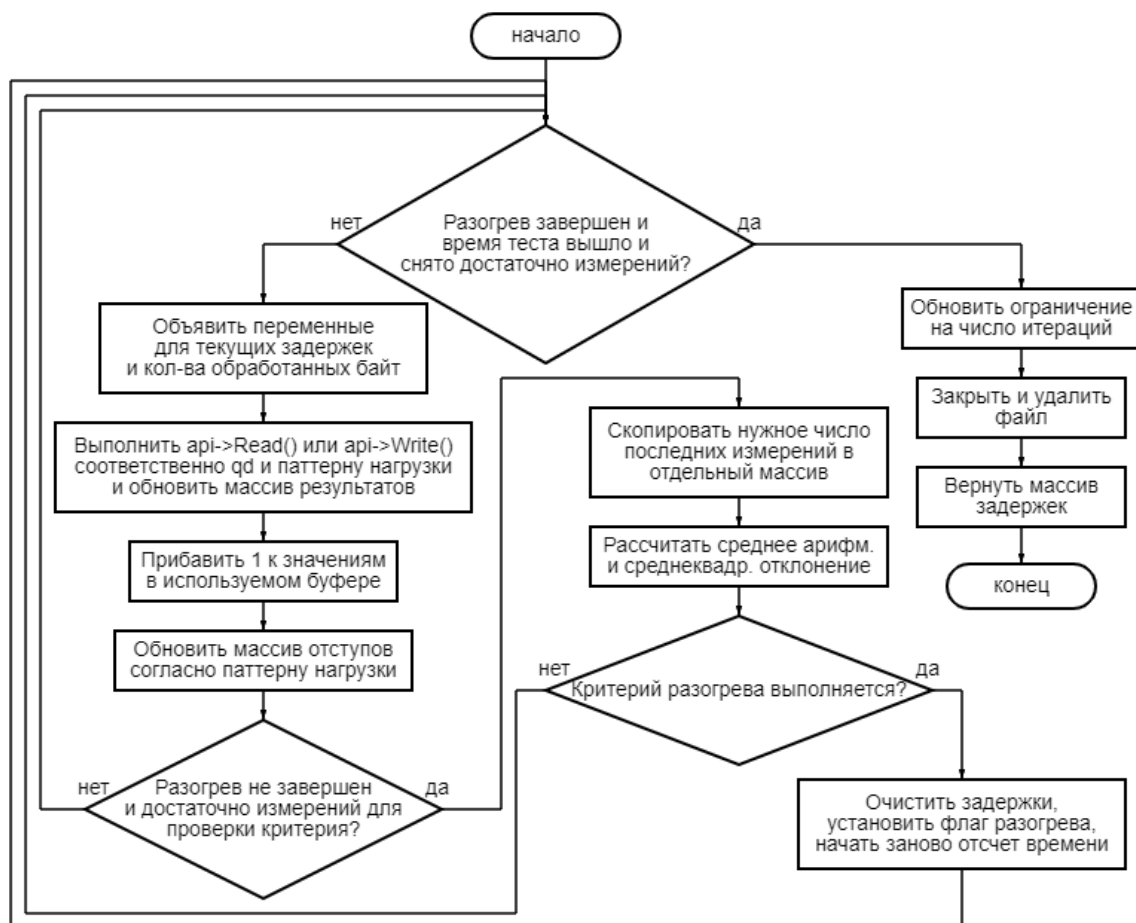 начало
Разогрев завершен и
время теста вышло и
снято достаточно измерений?
нет
да
Объявить переменные
для текущих задержек
и кол-ва обработанных байт
Выполнить api->Read() или api->Write()
соответственно qd и паттерну нагрузки
и обновить массив результатов
Прибавить 1 к значениям
в используемом буфере
Обновить массив отступов
согласно паттерну нагрузки
нет
Разогрев не завершен
и достаточно измерений для
проверки критерия?
да
Скопировать нужное число
последних измерений в
отдельный массив
Рассчитать среднее арифм.
и среднеквадр. отклонение
нет
Критерий разогрева выполняется?
да
Очистить задержки,
установить флаг разогрева,
начать заново отсчет времени
Обновить ограничение
на число итераций
Закрыть и удалить
файл
Вернуть массив
задержек
конец